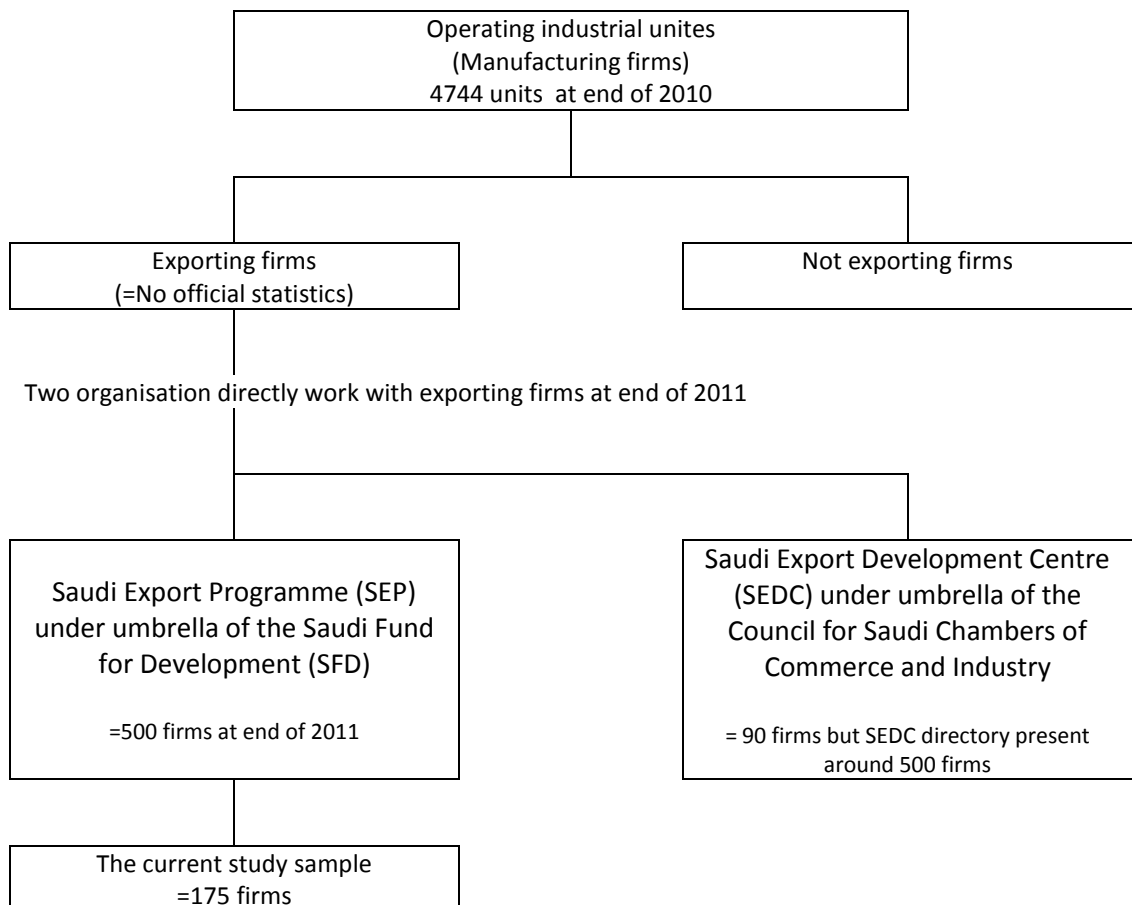 Operating industrial unites
(Manufacturing firms)
4744 units at end of 2010
Exporting firms
(=No official statistics)
Not exporting firms
Two organisation directly work with exporting firms at end of 2011
Saudi Export Programme (SEP)
under umbrella of the Saudi Fund
for Development (SFD)
=500 firms at end of 2011
Saudi Export Development Centre
(SEDC) under umbrella of the
Council for Saudi Chambers of
Commerce and Industry
= 90 firms but SEDC directory present
around 500 firms
The current study sample
=175 firms